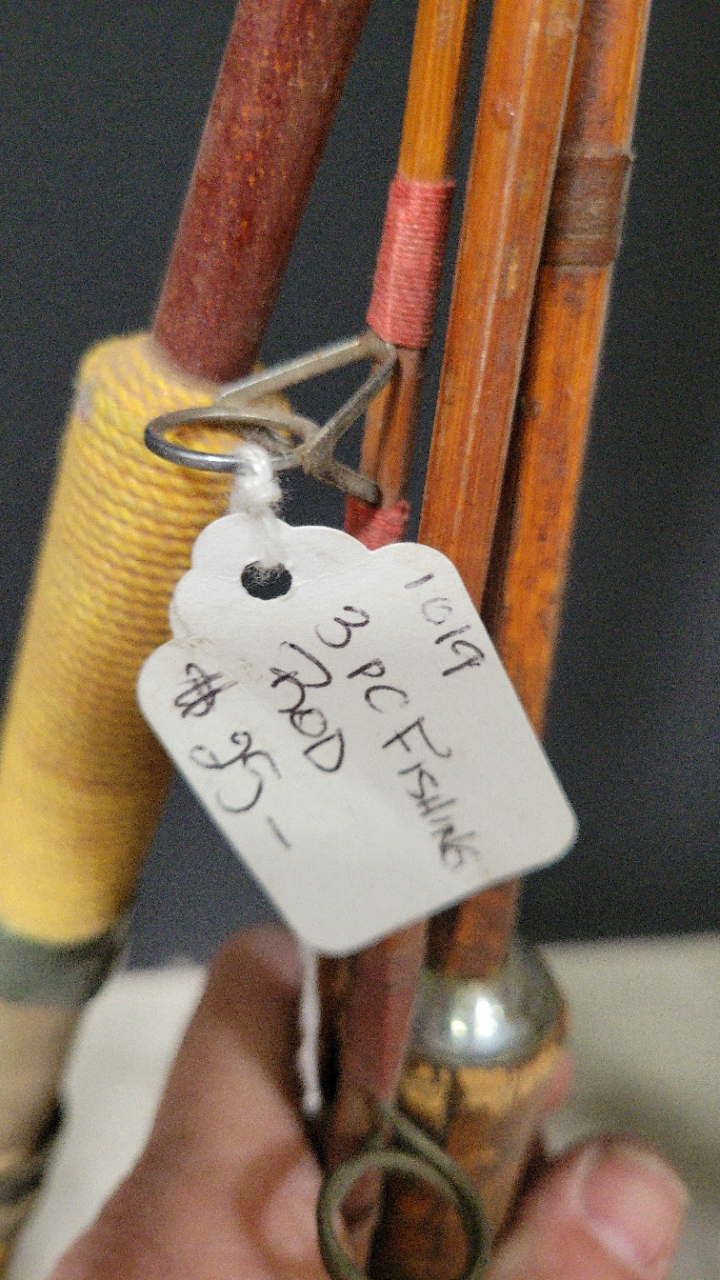 1019
3 PC FISHING
ROD
# 25-